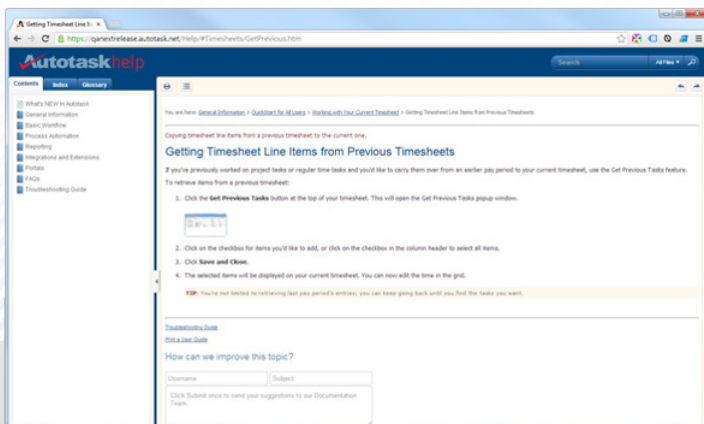 Getting Timesheet Line It
https://qanextrelease.autotask.net/Help/#Timesheets/GetPrevious.htm
Autotask help
Search
All Files
Contents
Index
Glossary
What's NEW in Autotask
General Information
Basic Workflow
Process Automation
Reporting
Integrations and Extensions
Portals
FAQs
Troubleshooting Guide
You are here: General Information > QuickStart for All Users > Working with Your Current Timesheet > Getting Timesheet Line Items from Previous Timesheets
Copying timesheet line items from a previous timesheet to the current one.
Getting Timesheet Line Items from Previous Timesheets
If you've previously worked on project tasks or regular time tasks and you'd like to carry them over from an earlier pay period to your current timesheet, use the Get Previous Tasks feature.
To retrieve items from a previous timesheet:
1. Click the Get Previous Tasks button at the top of your timesheet. This will open the Get Previous Tasks popup window.
2. Click on the checkbox for items you'd like to add, or click on the checkbox in the column header to select all items.
3. Click Save and Close.
4. The selected items will be displayed on your current timesheet. You can now edit the time in the grid.
TIP: You're not limited to retrieving last pay period's entries; you can keep going back until you find the tasks you want.
Troubleshooting Guide
Print a User Guide
How can we improve this topic?
Username
Subject
Click Submit once to send your suggestions to our Documentation
Team.